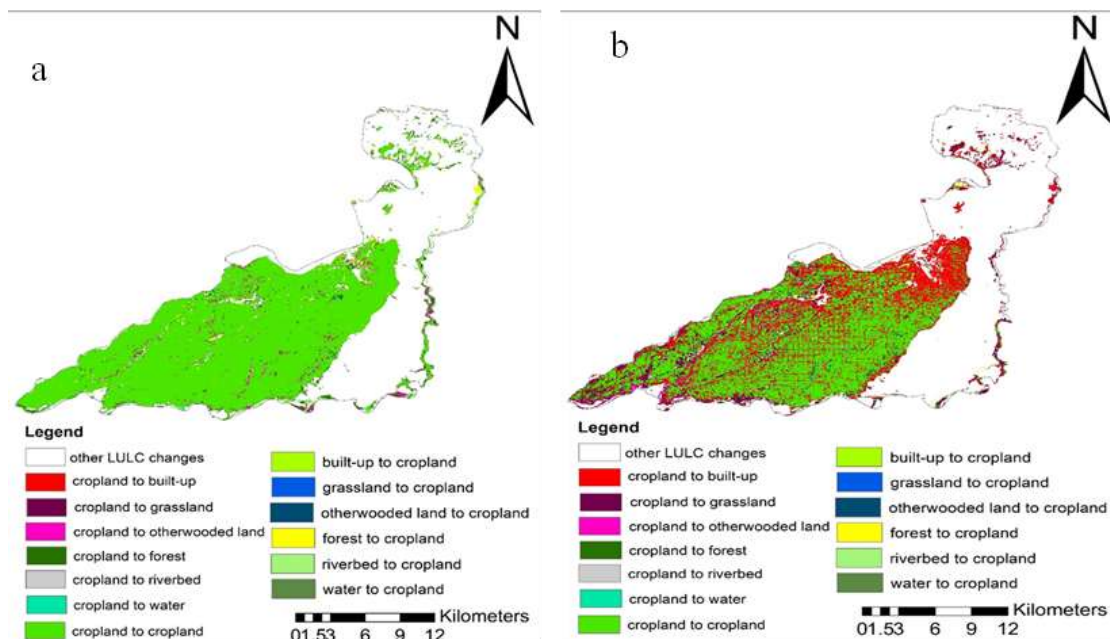 a
N
Legend
other LULC changes
cropland to built-up
cropland to grassland
cropland to otherwooded land
cropland to forest
cropland to riverbed
cropland to water
cropland to cropland
built-up to cropland
grassland to cropland
otherwooded land to cropland
forest to cropland
riverbed to cropland
water to cropland
Kilometers
01.53 6 9 12
b
N
Legend
other LULC changes
cropland to built-up
cropland to grassland
cropland to otherwooded land
cropland to forest
cropland to riverbed
cropland to water
cropland to cropland
built-up to cropland
grassland to cropland
otherwooded land to cropland
forest to cropland
riverbed to cropland
water to cropland
Kilometers
01.53 6 9 12